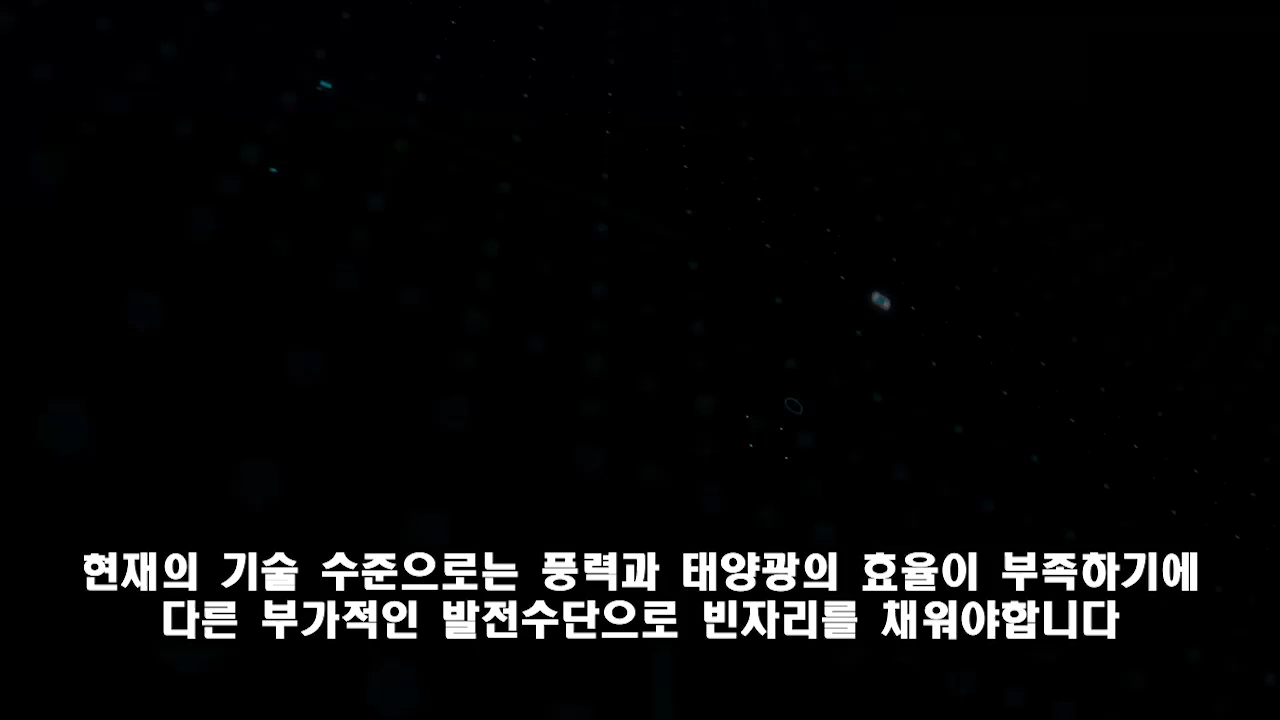 현재의 기술 수준으로는 풍력과 태양광의 효율이 부족하기에
다른 부가적인 발전수단으로 빈자리를 채워야합니다